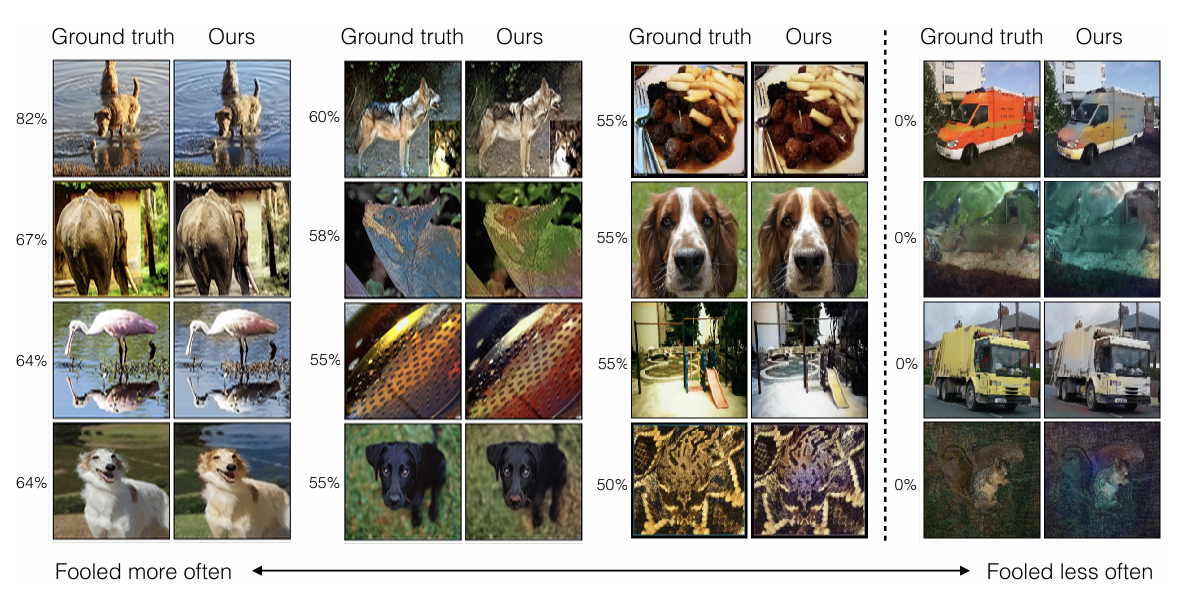 Ground truth Ours Ground truth Ours Ground truth Ours Ground truth Ours
82% 60% 55% 0%
67% 58% 55% 0%
64% 55% 55% 0%
64% 55% 50% 0%
Fooled more often Fooled less often